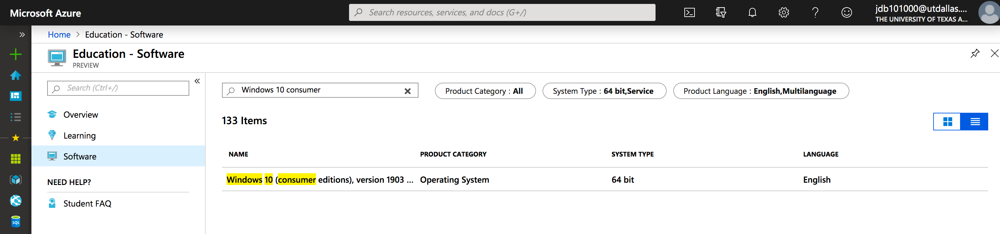 Microsoft Azure
Search resources, services, and docs (G+/)
jdb101000@utdallas....
THE UNIVERSITY OF TEXAS A...
Home > Education - Software
Education - Software
PREVIEW
Search (Ctrl+/)
Overview
Learning
Software
NEED HELP?
Student FAQ
Windows 10 consumer
Product Category : All
System Type : 64 bit,Service
Product Language : English,Multilanguage
133 Items
NAME PRODUCT CATEGORY SYSTEM TYPE LANGUAGE
Windows 10 (consumer editions), version 1903 ... Operating System 64 bit English
SQL